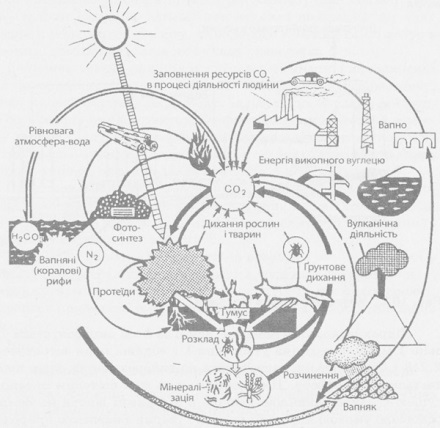 Заповнення ресурсів CO₂
в процесі діяльності людини
Рівновага
атмосфера-вода
Вапно
Енергія викопного вуглецю
CO₂
H₂CO₃
Фото-
синтез
Дихання рослин
і тварин
Вулканічна
діяльність
Вапняні
(коралові)
рифи
N₂
Ґрунтове
дихання
Протеїди
Гумус
Розклад
Розчинення
Мінералі-
зація
Вапняк